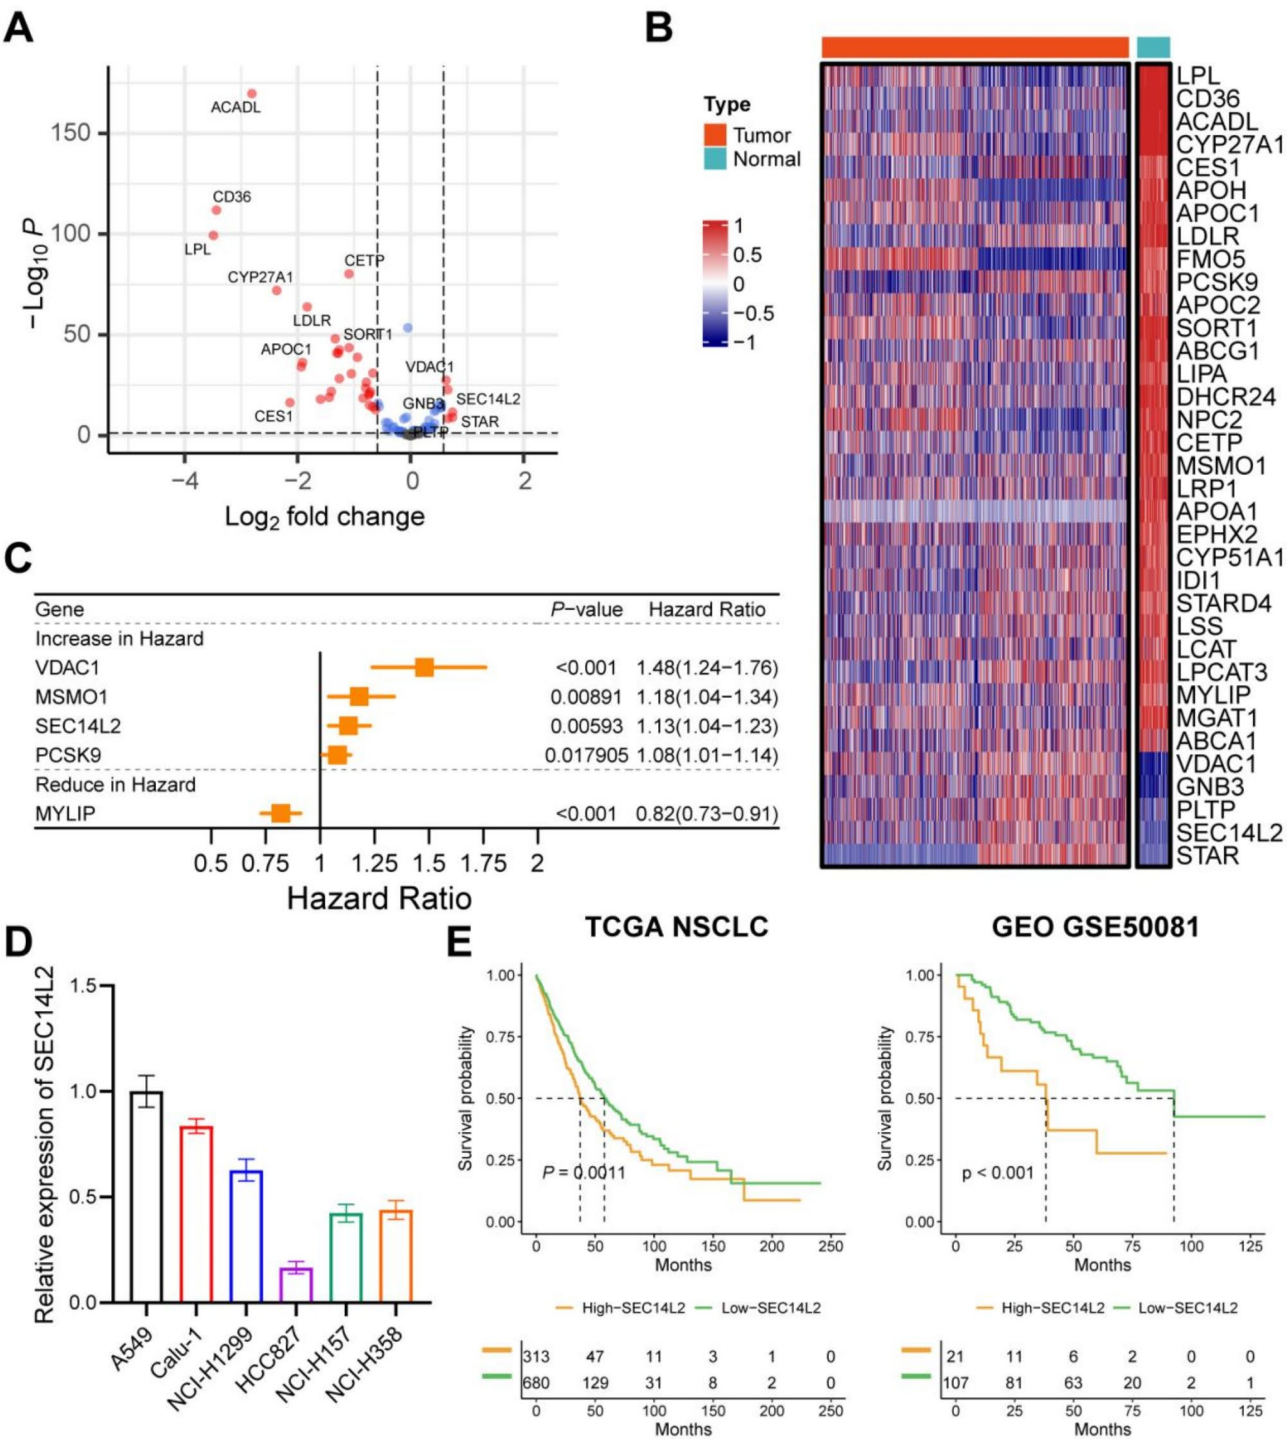 A
−Log10 P
150
100
50
0
ACADL
CD36
LPL
CETP
CYP27A1
LDLR
SORT1
APOC1
VDAC1
CES1
GNB3
SEC14L2
STAR
PLTP
−4 −2 0 2
Log2 fold change
B
Type
Tumor
Normal
1
0.5
0
−0.5
−1
LPL
CD36
ACADL
CYP27A1
CES1
APOH
APOC1
LDLR
FMO5
PCSK9
APOC2
SORT1
ABCG1
LIPA
DHCR24
NPC2
CETP
MSMO1
LRP1
APOA1
EPHX2
CYP51A1
IDI1
STARD4
LSS
LCAT
LPCAT3
MYLIP
MGAT1
ABCA1
VDAC1
GNB3
PLTP
SEC14L2
STAR
C
Gene P−value Hazard Ratio
Increase in Hazard
VDAC1 <0.001 1.48(1.24−1.76)
MSMO1 0.00891 1.18(1.04−1.34)
SEC14L2 0.00593 1.13(1.04−1.23)
PCSK9 0.017905 1.08(1.01−1.14)
Reduce in Hazard
MYLIP <0.001 0.82(0.73−0.91)
0.5 0.75 1 1.25 1.5 1.75 2
Hazard Ratio
D
Relative expression of SEC14L2
1.5
1.0
0.5
0.0
A549
Calu-1
NCI-H1299
HCC827
NCI-H157
NCI-H358
E
TCGA NSCLC
Survival probability
1.00
0.75
0.50
0.25
0.00
P = 0.0011
0 50 100 150 200 250
Months
High−SEC14L2 Low−SEC14L2
313 47 11 3 1 0
680 129 31 8 2 0
0 50 100 150 200 250
Months
GEO GSE50081
Survival probability
1.00
0.75
0.50
0.25
0.00
p < 0.001
0 25 50 75 100 125
Months
High−SEC14L2 Low−SEC14L2
21 11 6 2 0 0
107 81 63 20 2 1
0 25 50 75 100 125
Months